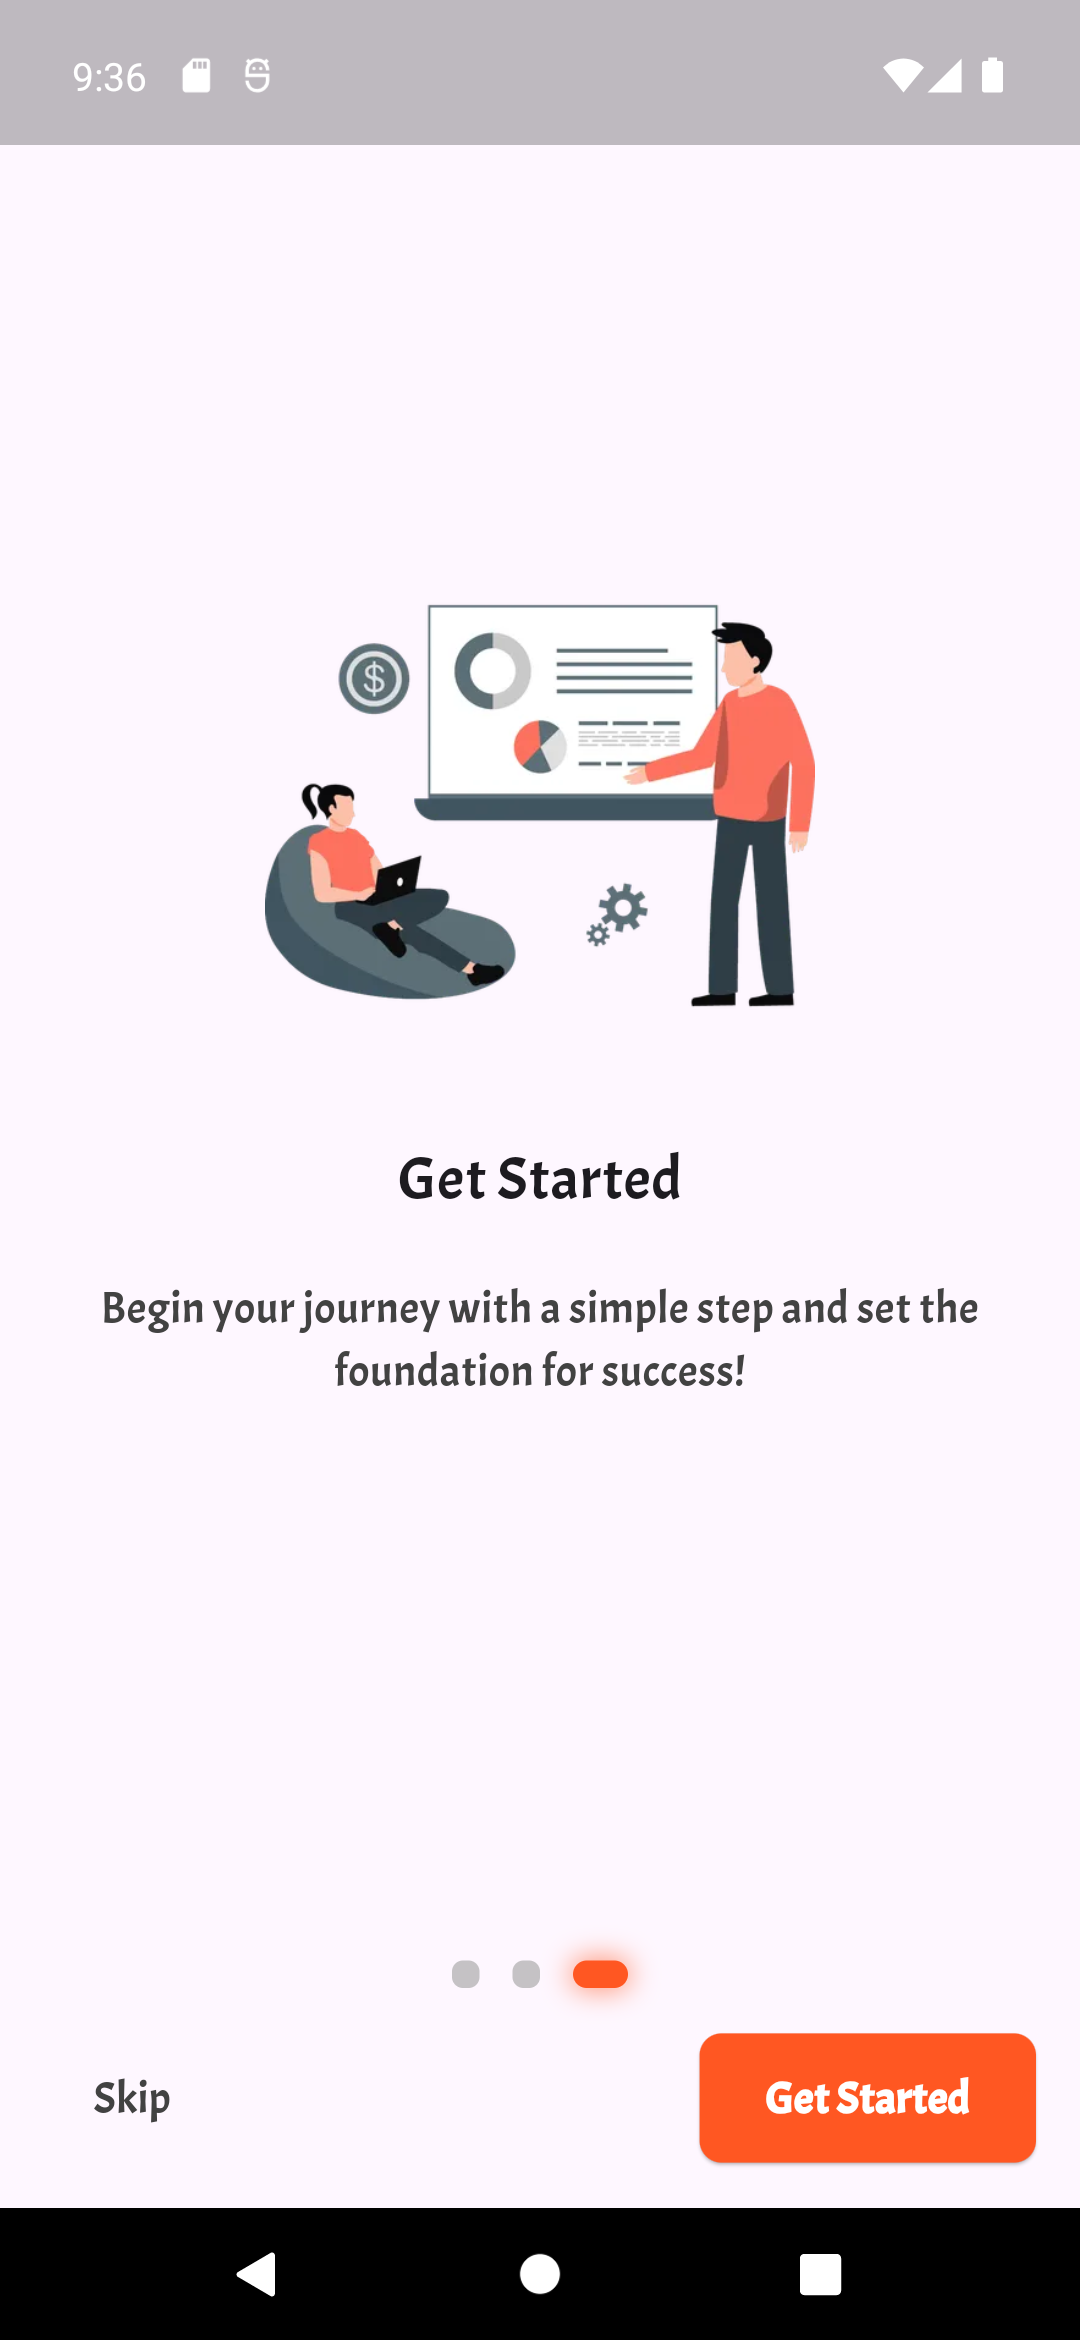 9:36
$
Get Started
Begin your journey with a simple step and set the
foundation for success!
Skip
Get Started